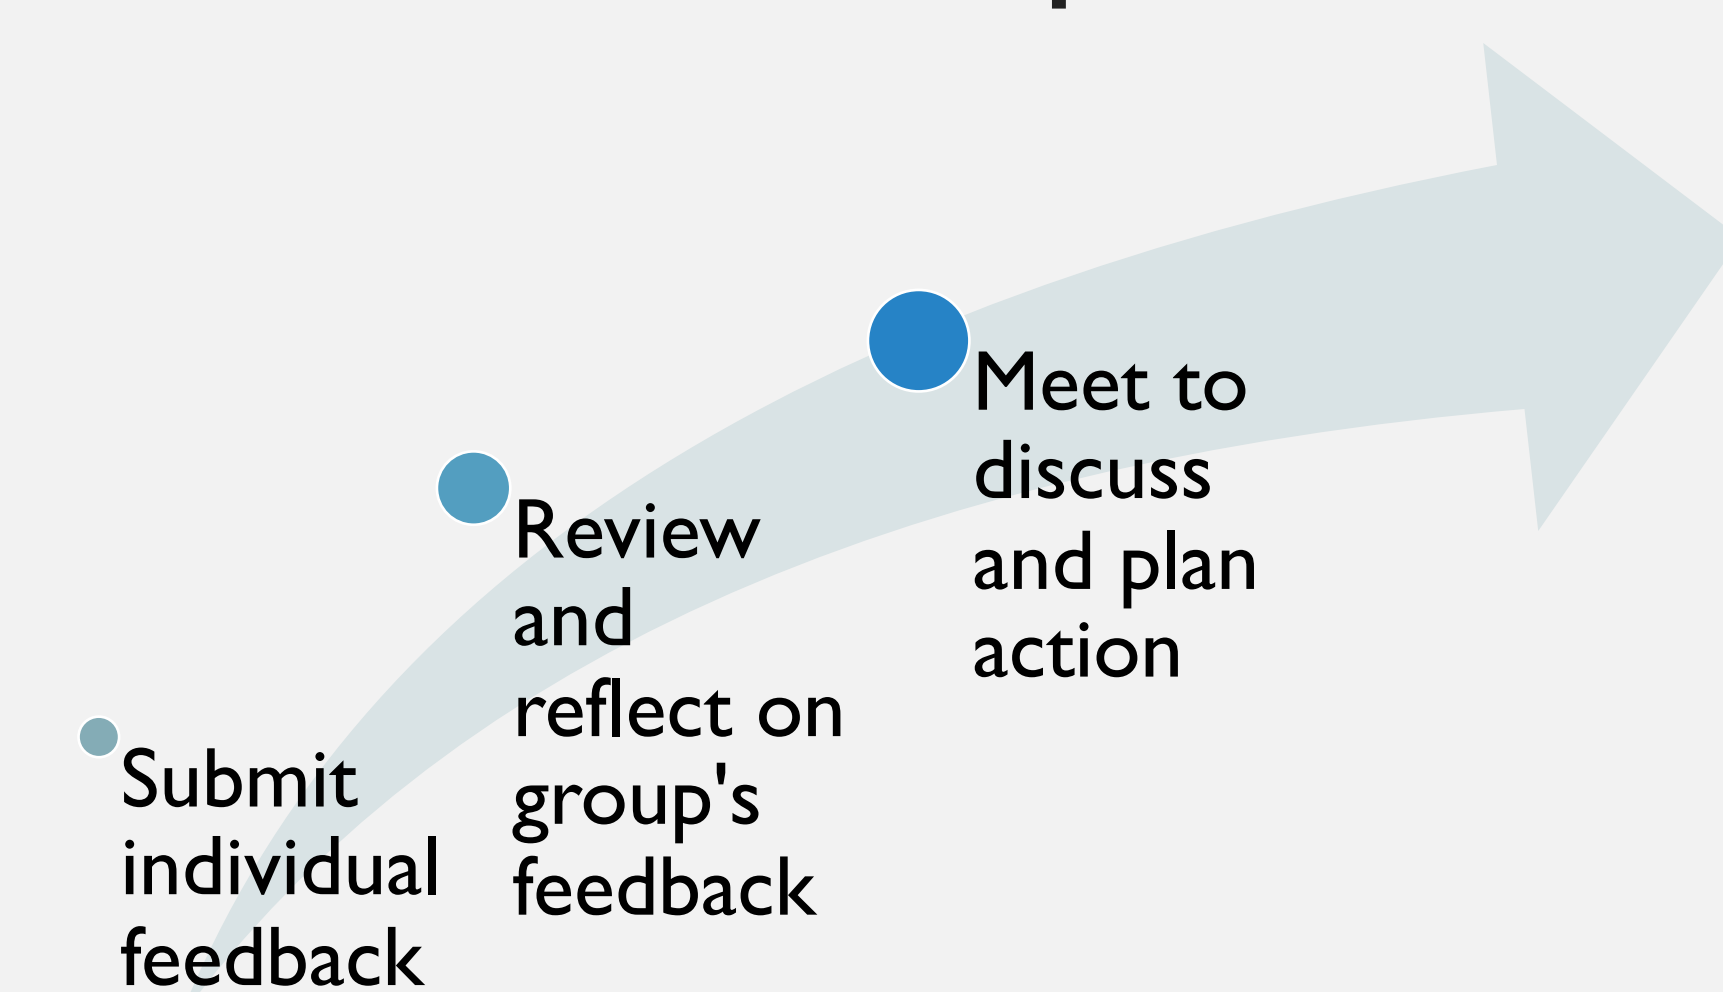 Submit
individual
feedback
Review
and
reflect on
group's
feedback
Meet to
discuss
and plan
action